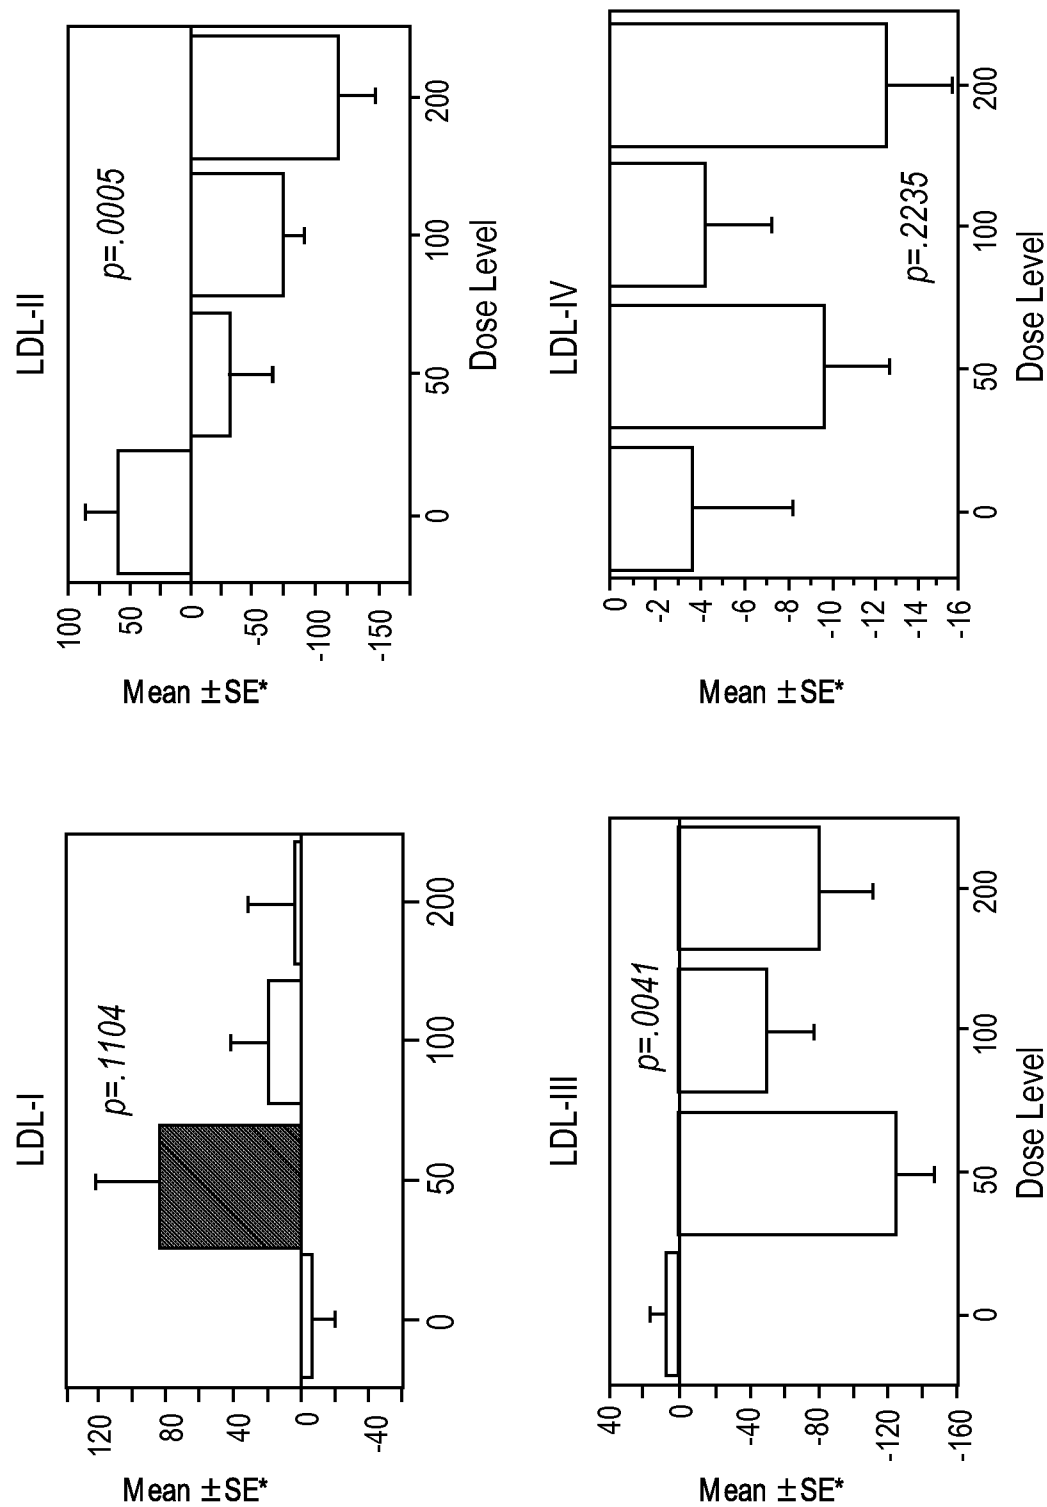 LDL-I
p=.1104
120
80
40
0
-40
Mean ±SE*
0 50 100 200
LDL-II
p=.0005
100
50
0
-50
-100
-150
Mean ±SE*
0 50 100 200
Dose Level
LDL-III
p=.0041
40
0
-40
-80
-120
-160
Mean ±SE*
0 50 100 200
Dose Level
LDL-IV
0
-2
-4
-6
-8
-10
-12
-14
-16
Mean ±SE*
p=.2235
0 50 100 200
Dose Level